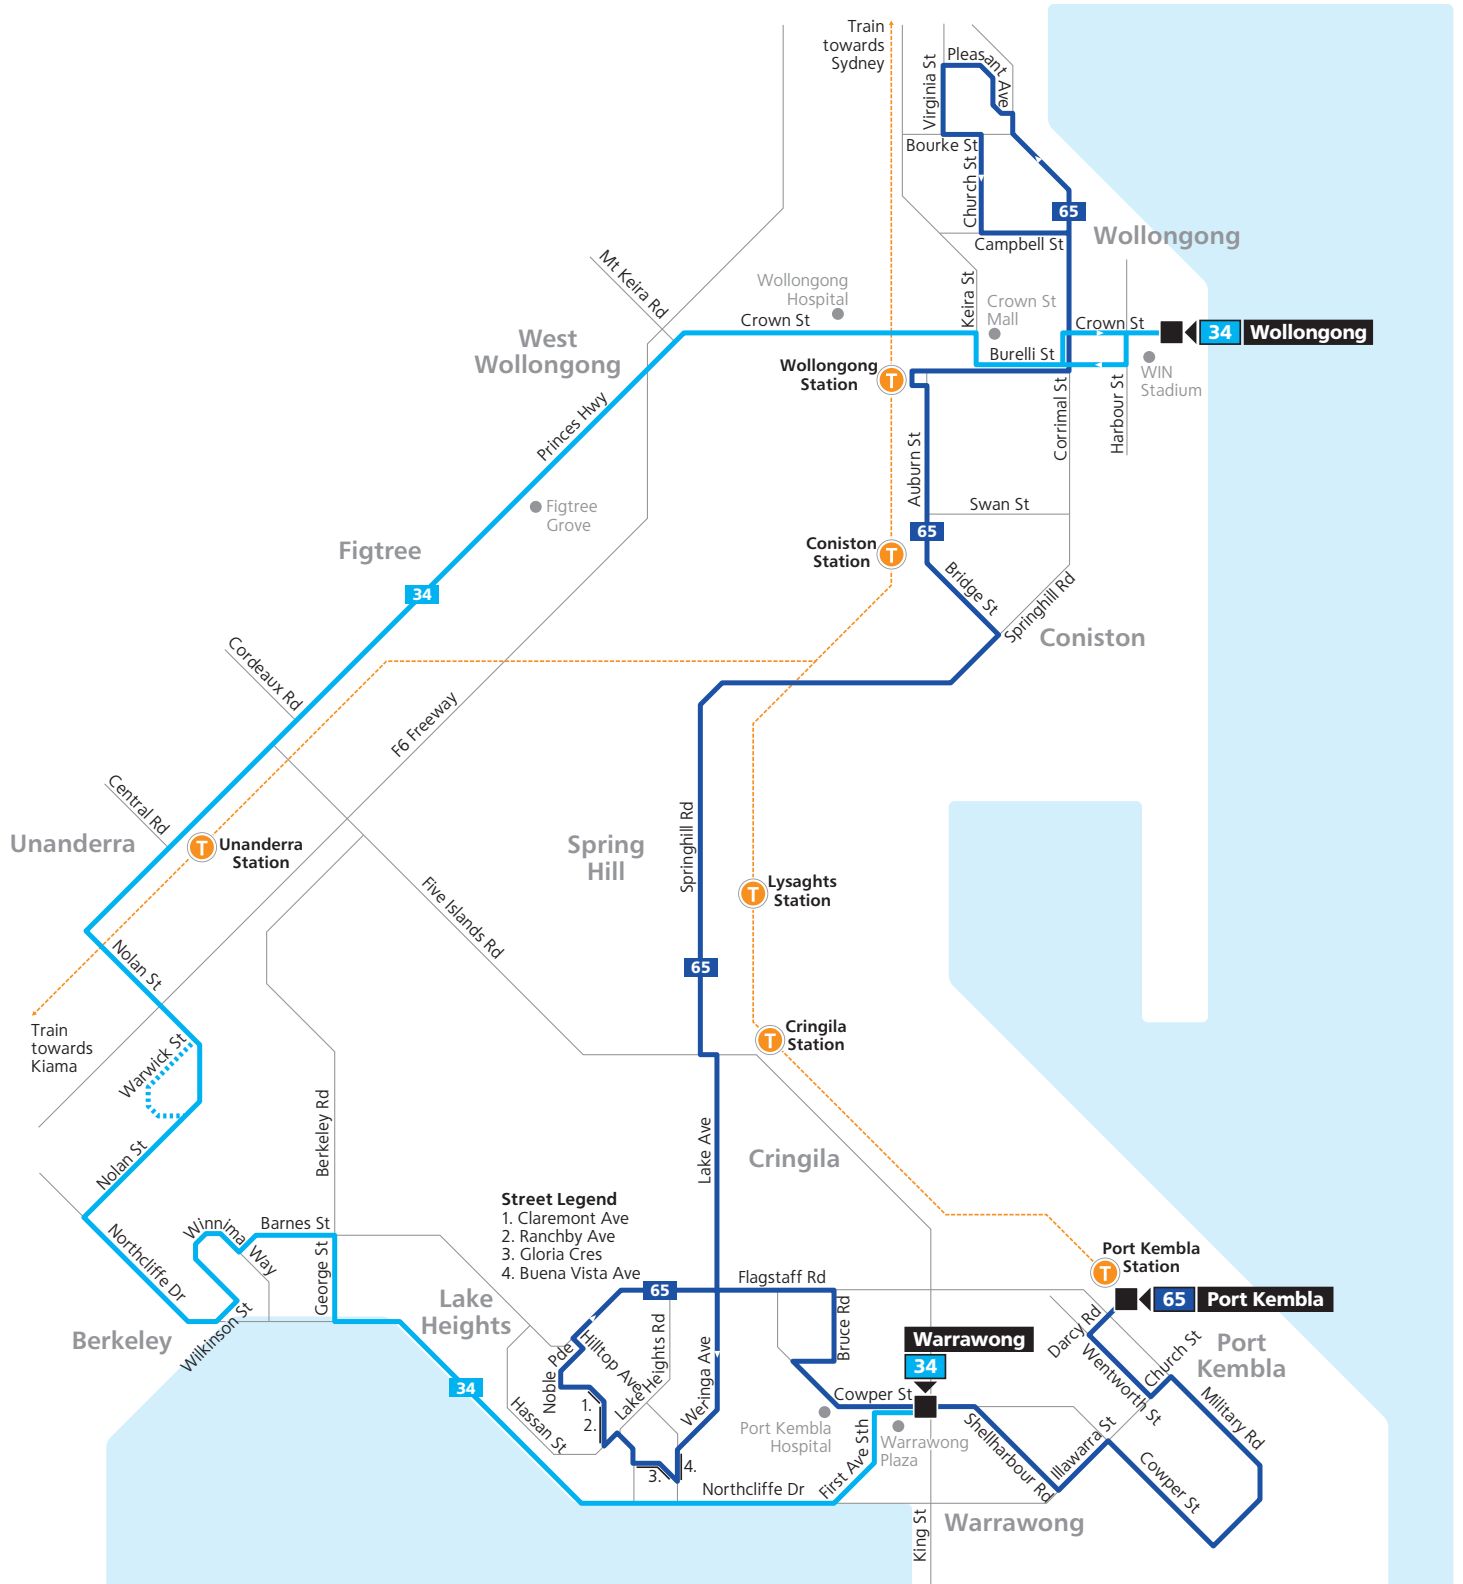 Train
towards
Sydney
Pleasant Ave
Virginia St
Bourke St
Church St
65
Campbell St
Wollongong
Mt Keira Rd
Wollongong
Hospital
Keira St
Crown St
Mall
Crown St
Crown St
34 Wollongong
West
Wollongong
Burelli St
Wollongong
Station
T
WIN
Stadium
Corrimal St
Harbour St
Princes Hwy
Auburn St
Figtree
Grove
Swan St
Figtree
65
Coniston
Station
T
Bridge St
Springhill Rd
34
Coniston
Cordeaux Rd
F6 Freeway
Central Rd
Unanderra
T
Unanderra
Station
Spring
Hill
Springhill Rd
T
Lysaghts
Station
Five Islands Rd
Nolan St
65
Train
towards
Kiama
Warwick St
T
Cringila
Station
Berkeley Rd
Lake Ave
Nolan St
Cringila
Street Legend
1. Claremont Ave
2. Ranchby Ave
3. Gloria Cres
4. Buena Vista Ave
Winnima Way
Barnes St
Northcliffe Dr
George St
Port Kembla
Station
T
65
Flagstaff Rd
65 Port Kembla
Lake
Heights
Berkeley
Wilkinson St
Noble Pde
Hilltop Ave
Lake Heights Rd
Bruce Rd
Warrawong
34
Darcy Rd
Church St
Port
Kembla
Wentworth St
34
Hassan St
1.
2.
Weringa Ave
Cowper St
Military Rd
Port Kembla
Hospital
First Ave Sth
Warrawong
Plaza
Shellharbour Rd
Illawarra St
Cowper St
3.
4.
Northcliffe Dr
King St
Warrawong